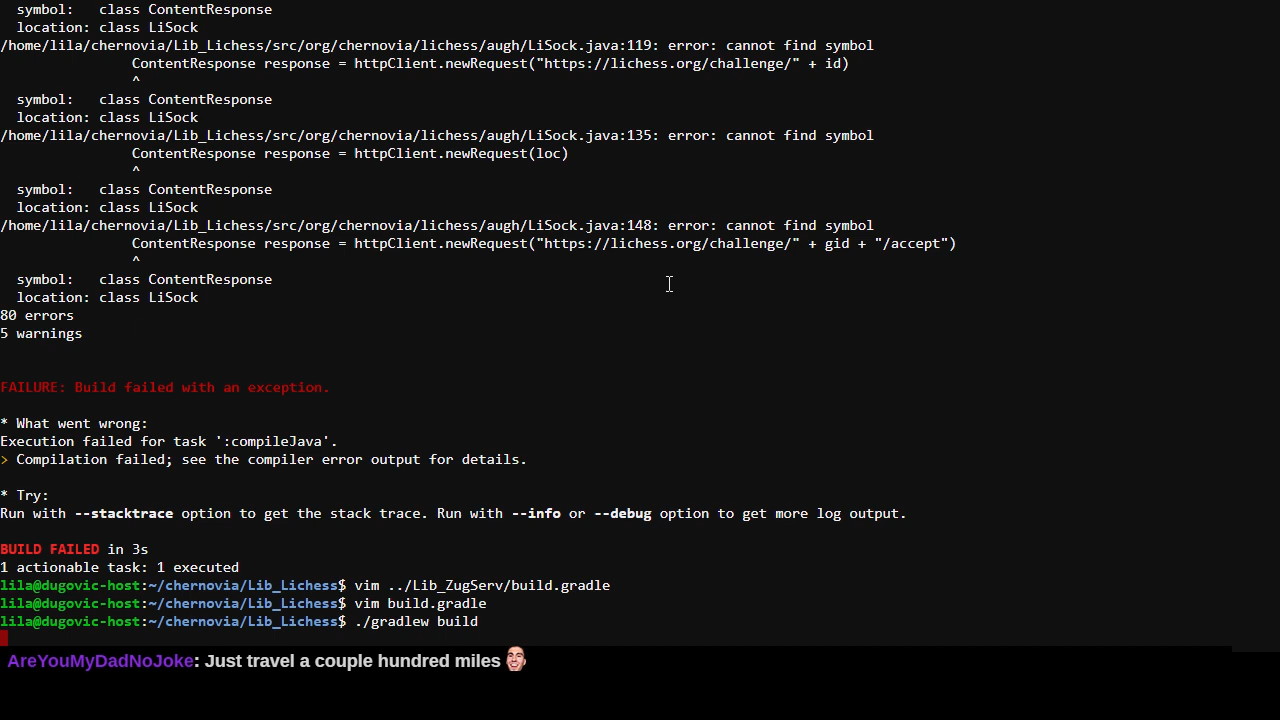 symbol:   class ContentResponse
  location: class LiSock
/home/lila/chernovia/Lib_Lichess/src/org/chernovia/lichess/augh/LiSock.java:119: error: cannot find symbol
                ContentResponse response = httpClient.newRequest("https://lichess.org/challenge/" + id)
                ^
  symbol:   class ContentResponse
  location: class LiSock
/home/lila/chernovia/Lib_Lichess/src/org/chernovia/lichess/augh/LiSock.java:135: error: cannot find symbol
                ContentResponse response = httpClient.newRequest(loc)
                ^
  symbol:   class ContentResponse
  location: class LiSock
/home/lila/chernovia/Lib_Lichess/src/org/chernovia/lichess/augh/LiSock.java:148: error: cannot find symbol
                ContentResponse response = httpClient.newRequest("https://lichess.org/challenge/" + gid + "/accept")
                ^
  symbol:   class ContentResponse
  location: class LiSock
80 errors
5 warnings
FAILURE: Build failed with an exception.
* What went wrong:
Execution failed for task ':compileJava'.
> Compilation failed; see the compiler error output for details.
* Try:
Run with --stacktrace option to get the stack trace. Run with --info or --debug option to get more log output.
BUILD FAILED in 3s
1 actionable task: 1 executed
lila@dugovic-host:~/chernovia/Lib_Lichess$ vim ../Lib_ZugServ/build.gradle
lila@dugovic-host:~/chernovia/Lib_Lichess$ vim build.gradle
lila@dugovic-host:~/chernovia/Lib_Lichess$ ./gradlew build
AreYouMyDadNoJoke: Just travel a couple hundred miles